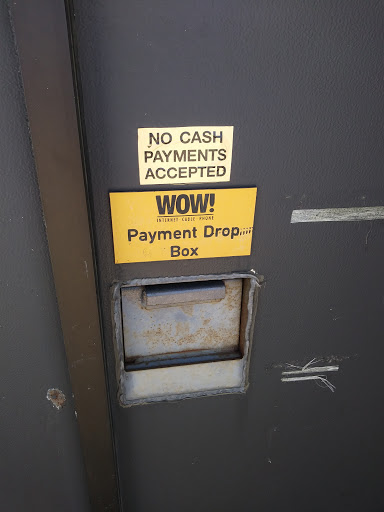 NO CASH
PAYMENTS
ACCEPTED
WOW!
INTERNET CABLE PHONE
Payment Drop
Box